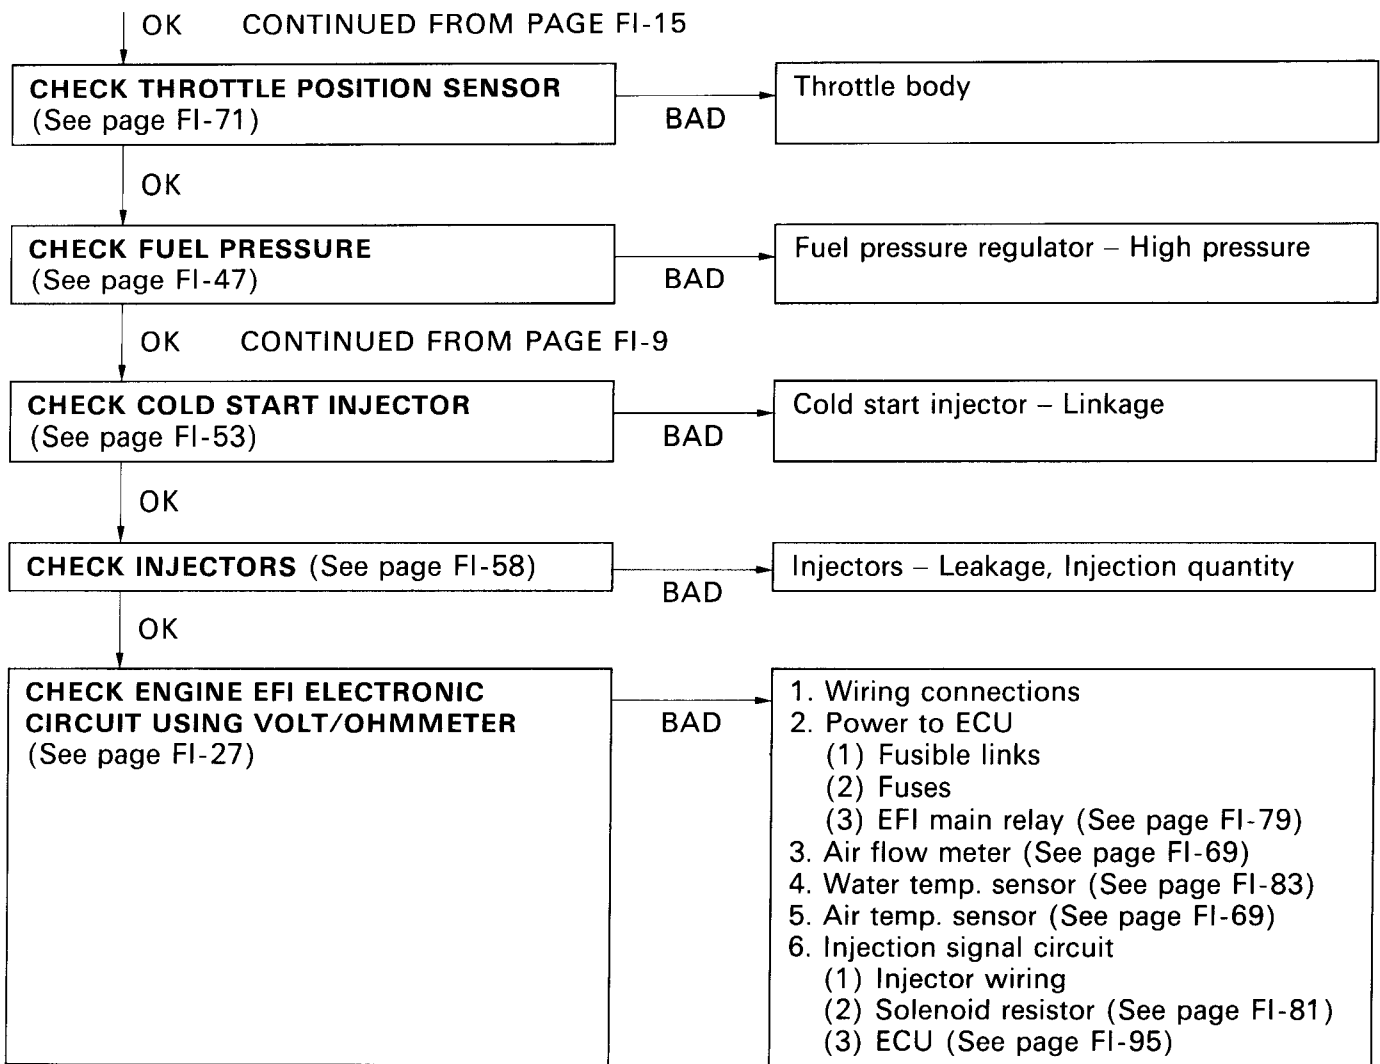 OK CONTINUED FROM PAGE FI-15
CHECK THROTTLE POSITION SENSOR
(See page FI-71)
BAD
Throttle body
OK
CHECK FUEL PRESSURE
(See page FI-47)
BAD
Fuel pressure regulator – High pressure
OK CONTINUED FROM PAGE FI-9
CHECK COLD START INJECTOR
(See page FI-53)
BAD
Cold start injector – Linkage
OK
CHECK INJECTORS (See page FI-58)
BAD
Injectors – Leakage, Injection quantity
OK
CHECK ENGINE EFI ELECTRONIC
CIRCUIT USING VOLT/OHMMETER
(See page FI-27)
BAD
1. Wiring connections
2. Power to ECU
(1) Fusible links
(2) Fuses
(3) EFI main relay (See page FI-79)
3. Air flow meter (See page FI-69)
4. Water temp. sensor (See page FI-83)
5. Air temp. sensor (See page FI-69)
6. Injection signal circuit
(1) Injector wiring
(2) Solenoid resistor (See page FI-81)
(3) ECU (See page FI-95)